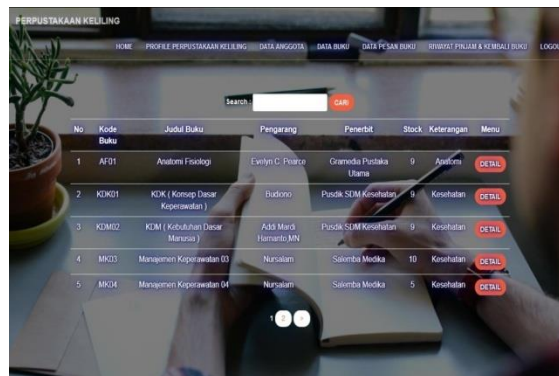 PERPUSTAKAAN KELILING
HOME PROFILE PERPUSTAKAAN KELILING DATA ANGGOTA DATA BUKU DATA PESAN BUKU RIWAYAT PINJAM & KEMBALI BUKU LOGOU
Search : CARI
No Kode Buku Judul Buku Pengarang Penerbit Stock Keterangan Menu
1 AF01 Anatomi Fisiologi Evelyn C. Pearce Gramedia Pustaka Utama 9 Anatomi DETAIL
2 KDK01 KDK ( Konsep Dasar Keperawatan ) Budiono Pusdik SDM Kesehatan 9 Kesehatan DETAIL
3 KDM02 KDM ( Kebutuhan Dasar Manusia ) Addi Mardi Harnanto,MN Pusdik SDM Kesehatan 9 Kesehatan DETAIL
4 MK03 Manajemen Keperawatan 03 Nursalam Salemba Medika 10 Kesehatan DETAIL
5 MK04 Manajemen Keperawatan 04 Nursalam Salemba Medika 5 Kesehatan DETAIL
1 2 »